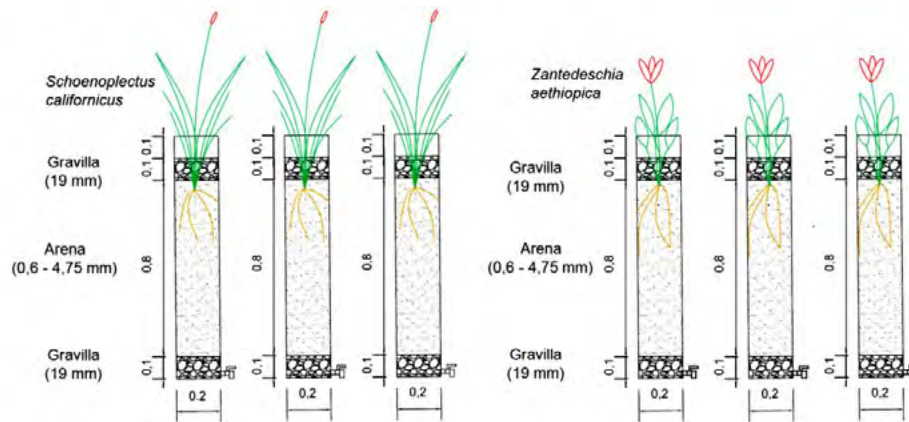 Schoenoplectus
californicus
Zantedeschia
aethiopica
0,1
0,1
0,1
0,1
0,1
0,1
Gravilla
(19 mm)
0,1
0,1
0,1
Gravilla
(19 mm)
0,1
0,1
0,1
Arena
(0,6 - 4,75 mm)
0,8
0,8
0,8
Arena
(0,6 - 4,75 mm)
0,8
0,8
0,8
Gravilla
(19 mm)
0,1
0,1
0,1
Gravilla
(19 mm)
0,1
0,1
0,1
0,2
0,2
0,2
0,2
0,2
0,2